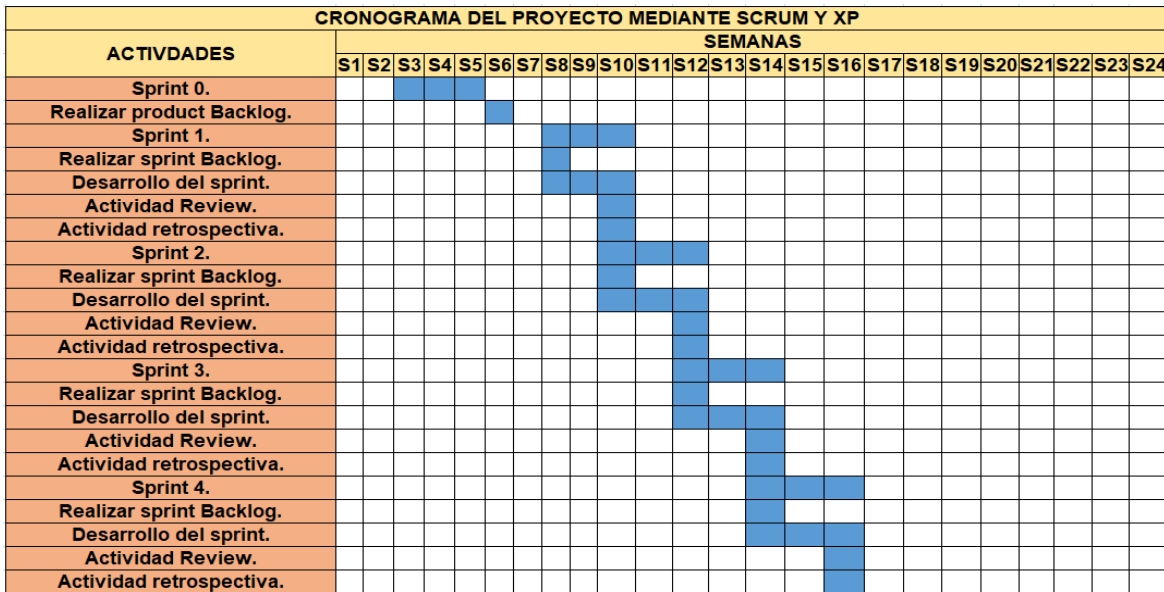 CRONOGRAMA DEL PROYECTO MEDIANTE SCRUM Y XP
ACTIVDADES
SEMANAS
S1 S2 S3 S4 S5 S6 S7 S8 S9 S10 S11 S12 S13 S14 S15 S16 S17 S18 S19 S20 S21 S22 S23 S24
Sprint 0.
Realizar product Backlog.
Sprint 1.
Realizar sprint Backlog.
Desarrollo del sprint.
Actividad Review.
Actividad retrospectiva.
Sprint 2.
Realizar sprint Backlog.
Desarrollo del sprint.
Actividad Review.
Actividad retrospectiva.
Sprint 3.
Realizar sprint Backlog.
Desarrollo del sprint.
Actividad Review.
Actividad retrospectiva.
Sprint 4.
Realizar sprint Backlog.
Desarrollo del sprint.
Actividad Review.
Actividad retrospectiva.